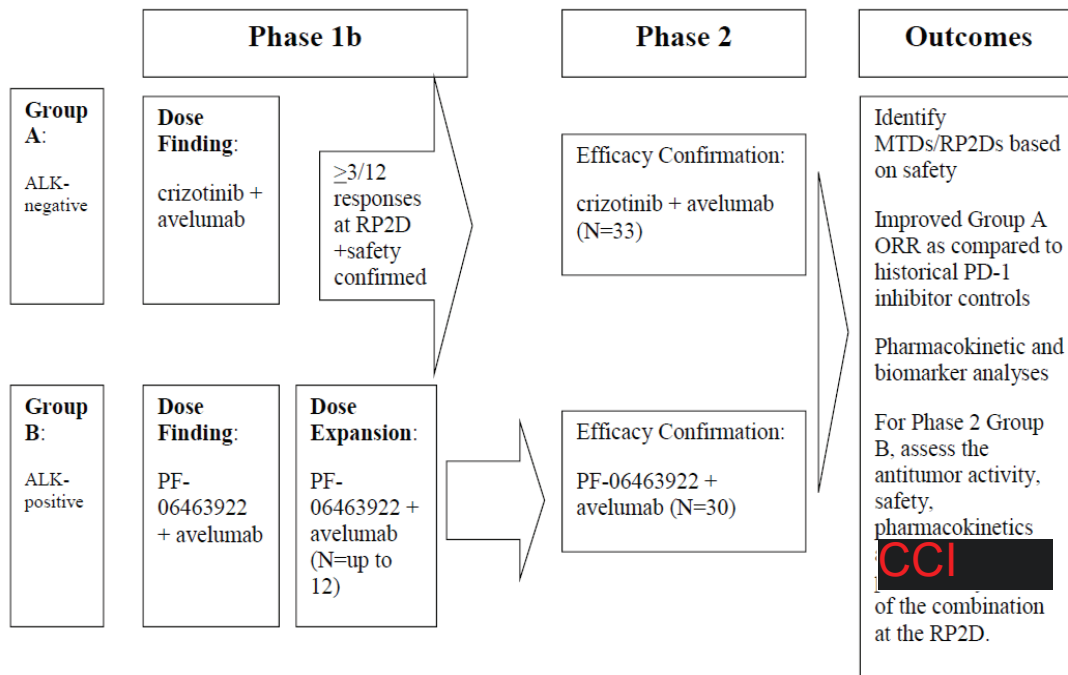 Phase 1b
Phase 2
Outcomes
Group
A:
ALK-
negative
Dose
Finding:
crizotinib +
avelumab
≥3/12
responses
at RP2D
+safety
confirmed
Efficacy Confirmation:
crizotinib + avelumab
(N=33)
Group
B:
ALK-
positive
Dose
Finding:
PF-
06463922
+ avelumab
Dose
Expansion:
PF-
06463922 +
avelumab
(N=up to
12)
Efficacy Confirmation:
PF-06463922 +
avelumab (N=30)
Identify
MTDs/RP2Ds based
on safety
Improved Group A
ORR as compared to
historical PD-1
inhibitor controls
Pharmacokinetic and
biomarker analyses
For Phase 2 Group
B, assess the
antitumor activity,
safety,
pharmacokinetics
CCI
of the combination
at the RP2D.